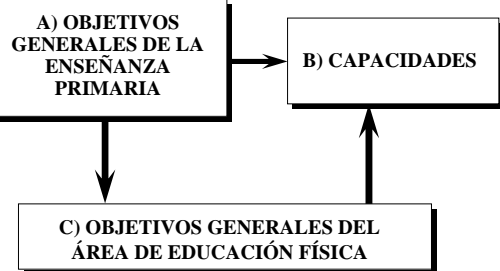 A) OBJETIVOS
GENERALES DE LA
ENSEÑANZA
PRIMARIA
B) CAPACIDADES
C) OBJETIVOS GENERALES DEL
ÁREA DE EDUCACIÓN FÍSICA